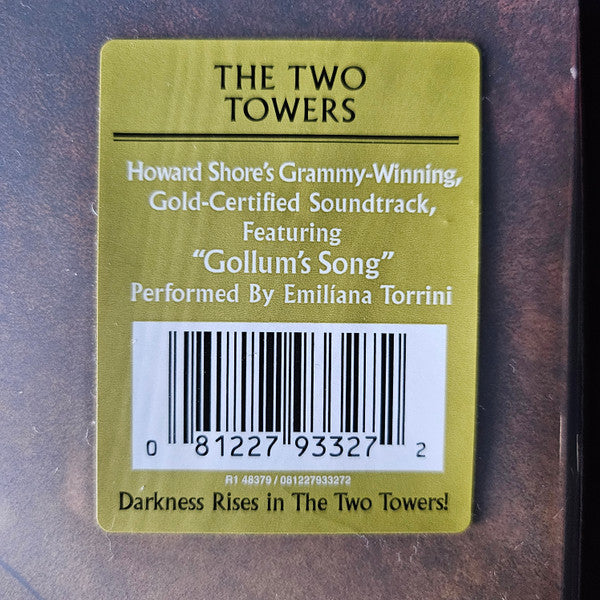 THE TWO
TOWERS
Howard Shore's Grammy-Winning,
Gold-Certified Soundtrack,
Featuring
"Gollum's Song"
Performed By Emilíana Torrini
0 81227 93327 2
R1 48379 / 081227933272
Darkness Rises in The Two Towers!